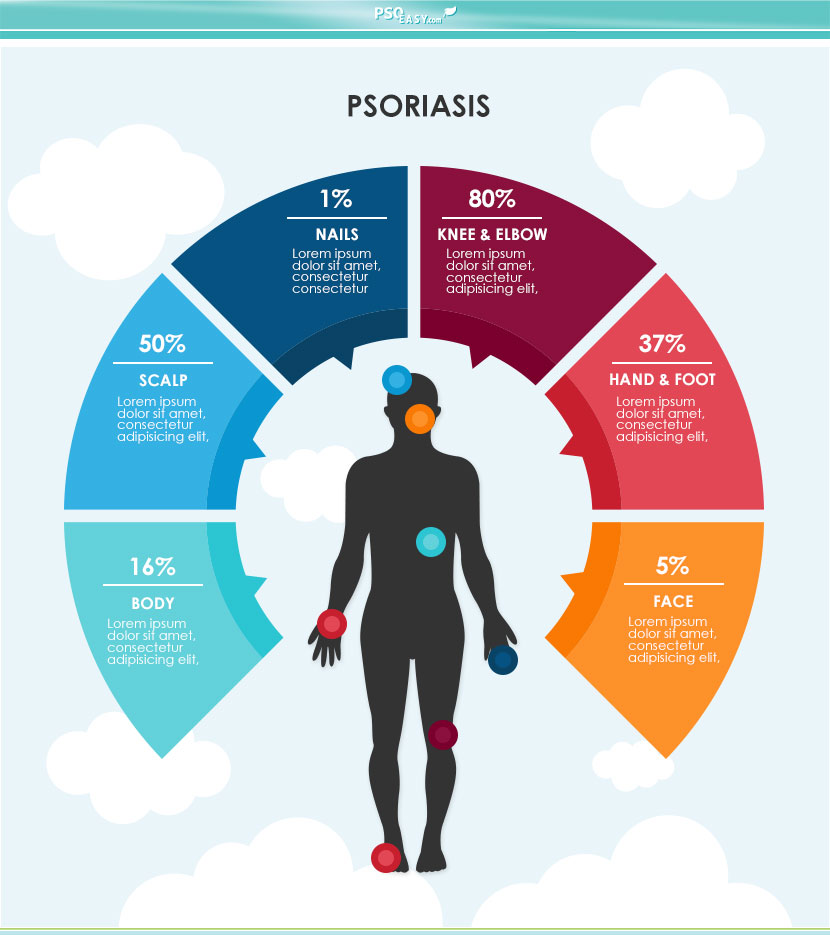 PSO
EASY.com
PSORIASIS
1%
NAILS
Lorem ipsum
dolor sit amet,
consectetur
consectetur
80%
KNEE & ELBOW
Lorem ipsum
dolor sit amet,
consectetur
adipisicing elit,
50%
SCALP
Lorem ipsum
dolor sit amet,
consectetur
adipisicing elit,
37%
HAND & FOOT
Lorem ipsum
dolor sit amet,
consectetur
adipisicing elit,
16%
BODY
Lorem ipsum
dolor sit amet,
consectetur
adipisicing elit,
5%
FACE
Lorem ipsum
dolor sit amet,
consectetur
adipisicing elit,